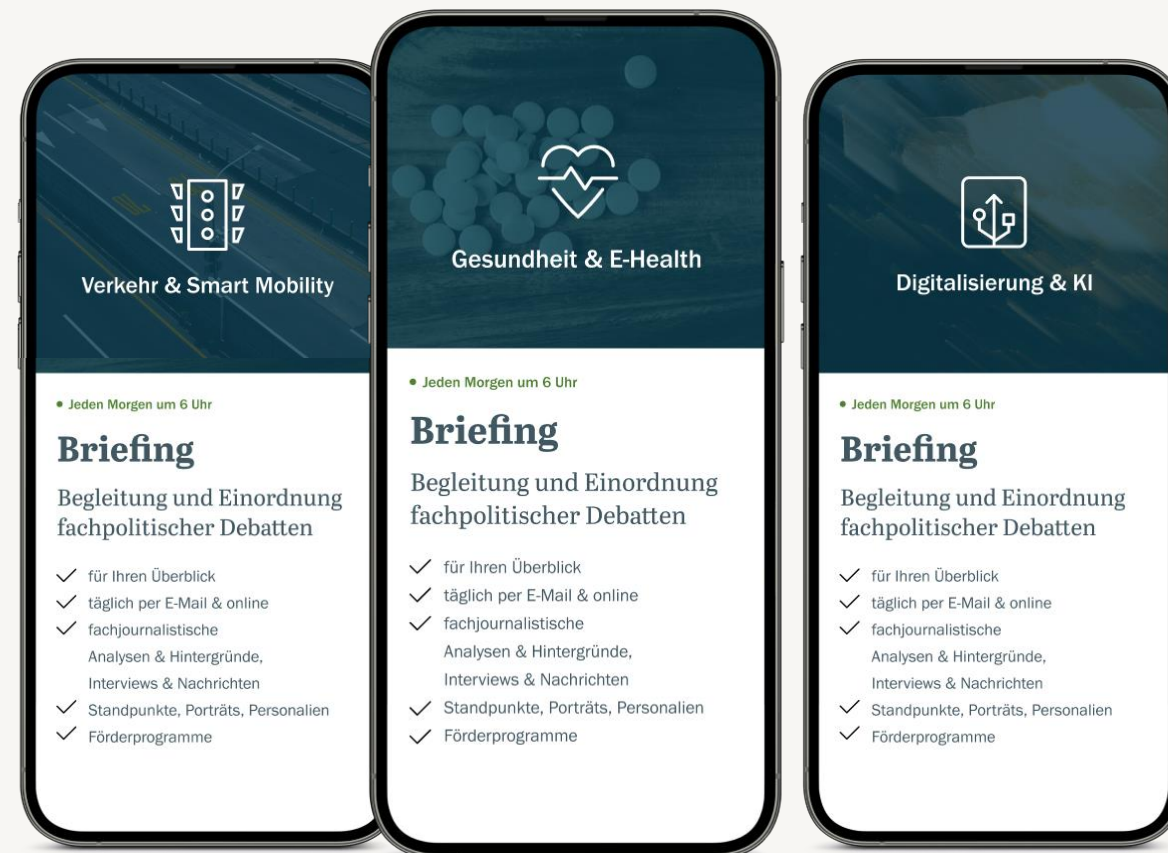 Verkehr & Smart Mobility
• Jeden Morgen um 6 Uhr
Briefing
Begleitung und Einordnung
fachpolitischer Debatten
für Ihren Überblick
täglich per E-Mail & online
fachjournalistische
Analysen & Hintergründe,
Interviews & Nachrichten
Standpunkte, Porträts, Personalien
Förderprogramme
Gesundheit & E-Health
• Jeden Morgen um 6 Uhr
Briefing
Begleitung und Einordnung
fachpolitischer Debatten
für Ihren Überblick
täglich per E-Mail & online
fachjournalistische
Analysen & Hintergründe,
Interviews & Nachrichten
Standpunkte, Porträts, Personalien
Förderprogramme
Digitalisierung & KI
• Jeden Morgen um 6 Uhr
Briefing
Begleitung und Einordnung
fachpolitischer Debatten
für Ihren Überblick
täglich per E-Mail & online
fachjournalistische
Analysen & Hintergründe,
Interviews & Nachrichten
Standpunkte, Porträts, Personalien
Förderprogramme